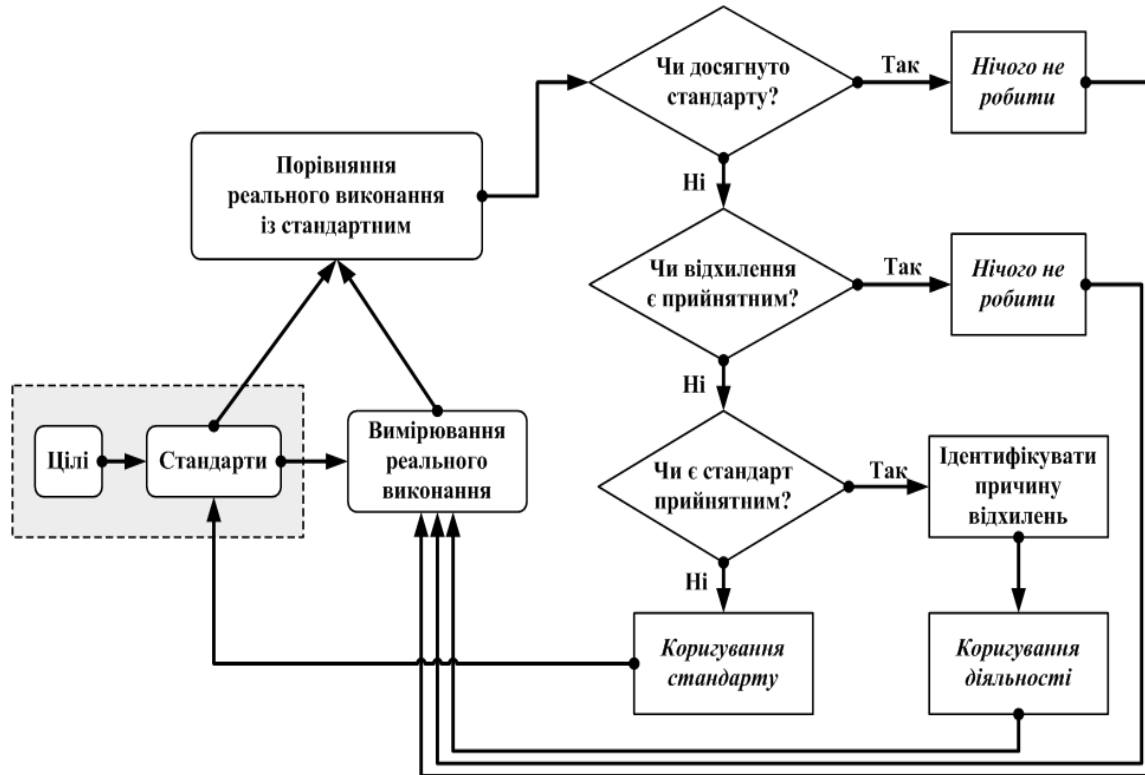 Чи досягнуто
стандарту?
Так
Нічого не
робити
Порівняння
реального виконання
із стандартним
Ні
Чи відхилення
є прийнятним?
Так
Нічого не
робити
Ні
Цілі
Стандарти
Вимірювання
реального
виконання
Чи є стандарт
прийнятним?
Так
Ідентифікувати
причину
відхилень
Ні
Коригування
стандарту
Коригування
діяльності